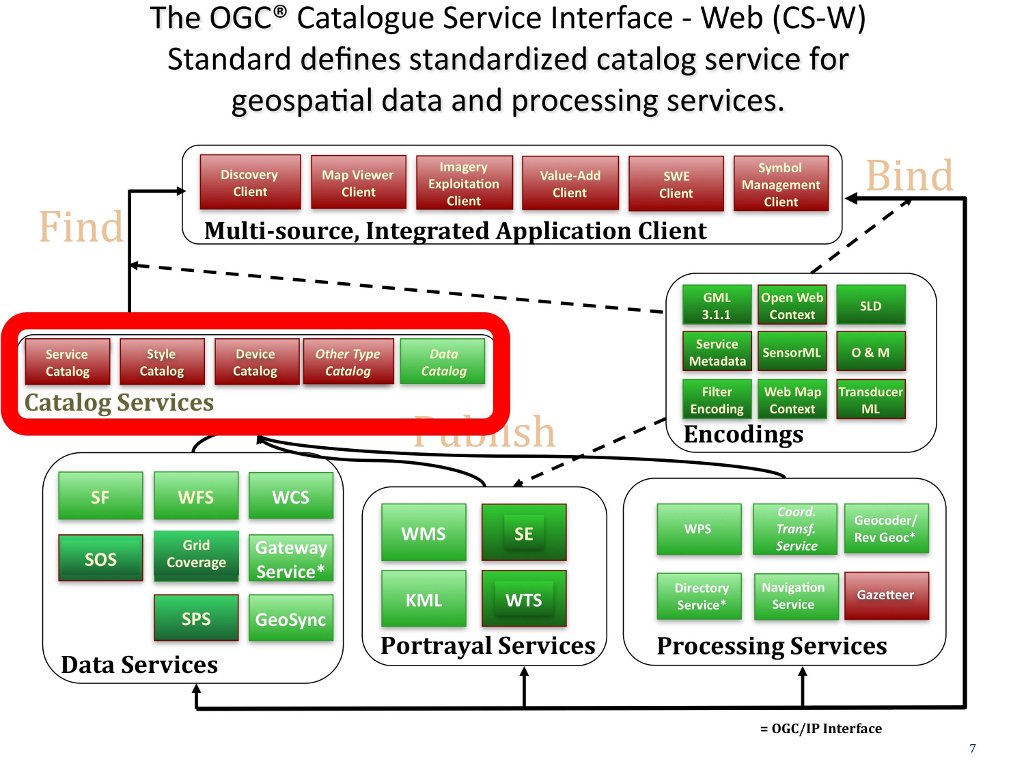 The OGC® Catalogue Service Interface - Web (CS-W)
Standard defines standardized catalog service for
geospatial data and processing services.
Bind
Discovery
Client
Map Viewer
Client
Imagery
Exploitation
Client
Value-Add
Client
SWE
Client
Symbol
Management
Client
Find
Multi-source, Integrated Application Client
GML
3.1.1
Open Web
Context
SLD
Service
Metadata
SensorML
O & M
Filter
Encoding
Web Map
Context
Transducer
ML
Encodings
Service
Catalog
Style
Catalog
Device
Catalog
Other Type
Catalog
Data
Catalog
Catalog Services
Publish
SF
WFS
WCS
SOS
Grid
Coverage
Gateway
Service*
SPS
GeoSync
Data Services
WMS
SE
KML
WTS
Portrayal Services
WPS
Coord.
Transf.
Service
Geocoder/
Rev Geoc*
Directory
Service*
Navigation
Service
Gazetteer
Processing Services
= OGC/IP Interface
7